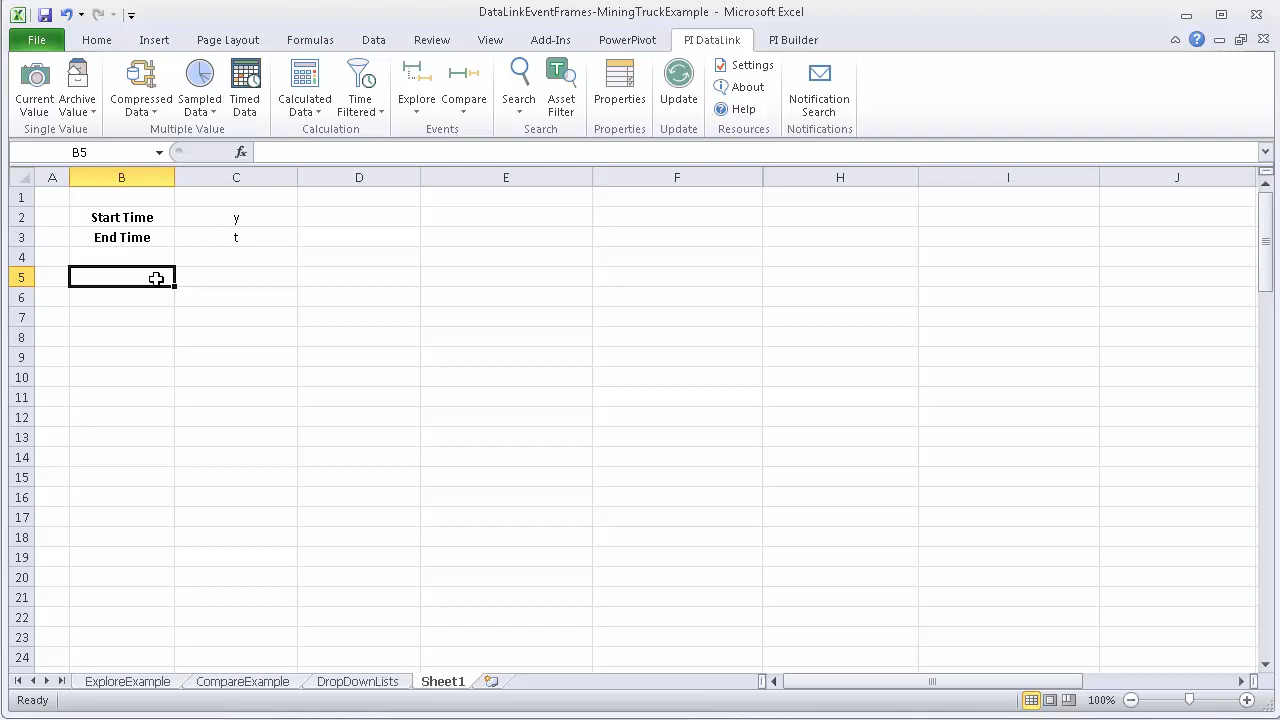 DataLinkEventFrames-MiningTruckExample - Microsoft Excel
File Home Insert Page Layout Formulas Data Review View Add-Ins PowerPivot PI DataLink PI Builder
Current Value Archive Value Compressed Data Sampled Data Timed Data Calculated Data Time Filtered Explore Compare Search Asset Filter Properties Update Settings About Help Notification Search
Single Value Multiple Value Calculation Events Search Properties Update Resources Notifications
B5 fx
A B C D E F H I J
1
2 Start Time y
3 End Time t
4
5
6
7
8
9
10
11
12
13
14
15
16
17
18
19
20
21
22
23
24
ExploreExample CompareExample DropDownLists Sheet1
Ready 100%